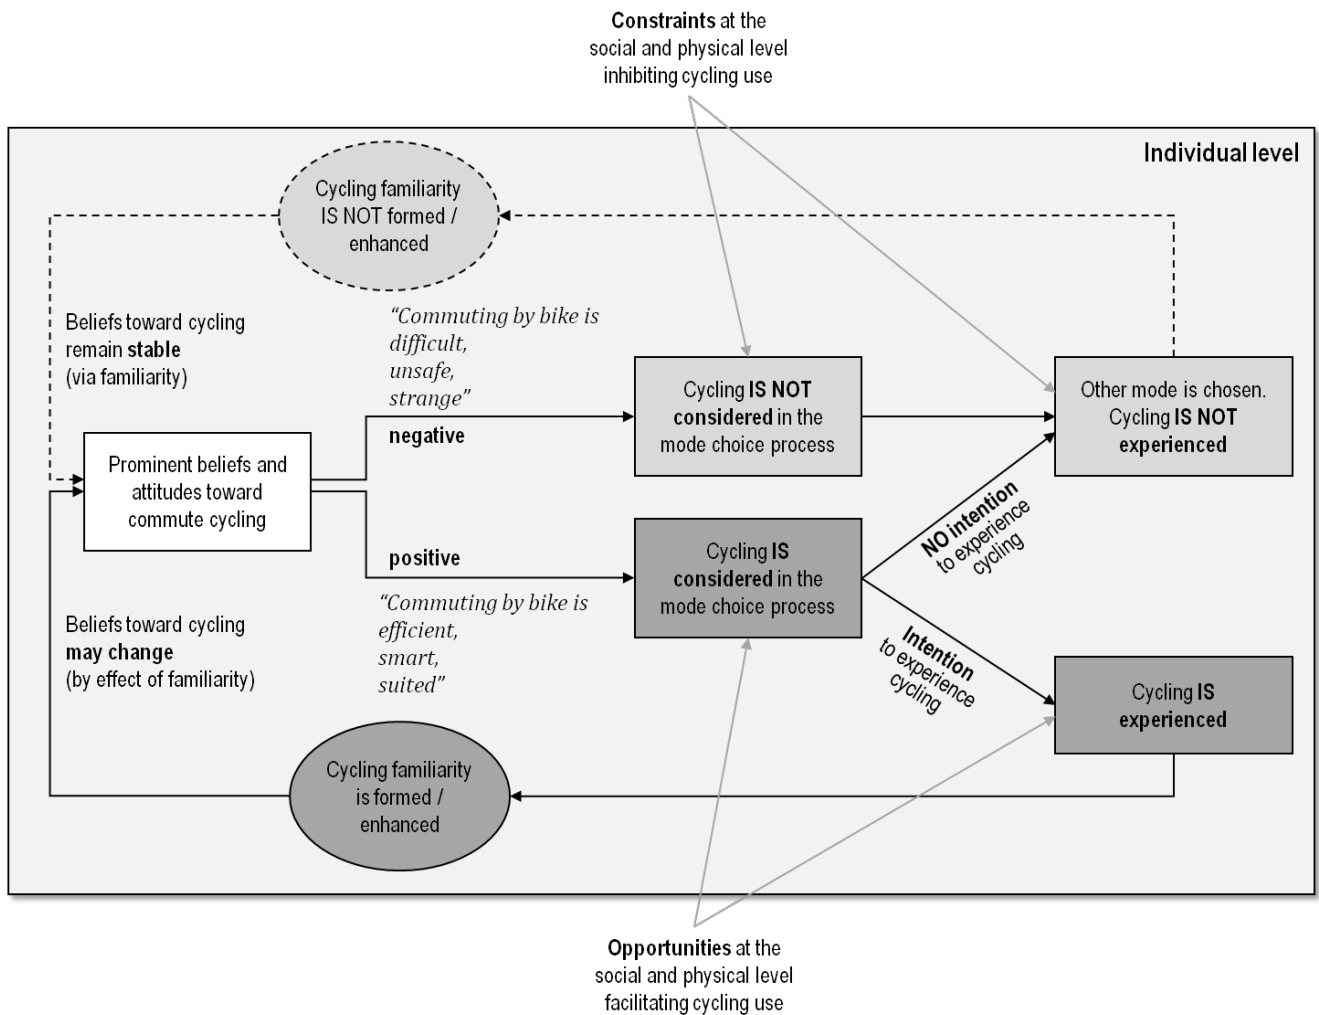 Constraints at the
social and physical level
inhibiting cycling use
Individual level
Cycling familiarity
IS NOT formed /
enhanced
Beliefs toward cycling
remain stable
(via familiarity)
“Commuting by bike is
difficult,
unsafe,
strange”
negative
Cycling IS NOT
considered in the
mode choice process
Other mode is chosen.
Cycling IS NOT
experienced
Prominent beliefs and
attitudes toward
commute cycling
positive
“Commuting by bike is
efficient,
smart,
suited”
Cycling IS
considered in the
mode choice process
NO intention
to experience
cycling
Intention
to experience
cycling
Beliefs toward cycling
may change
(by effect of familiarity)
Cycling IS
experienced
Cycling familiarity
is formed /
enhanced
Opportunities at the
social and physical level
facilitating cycling use